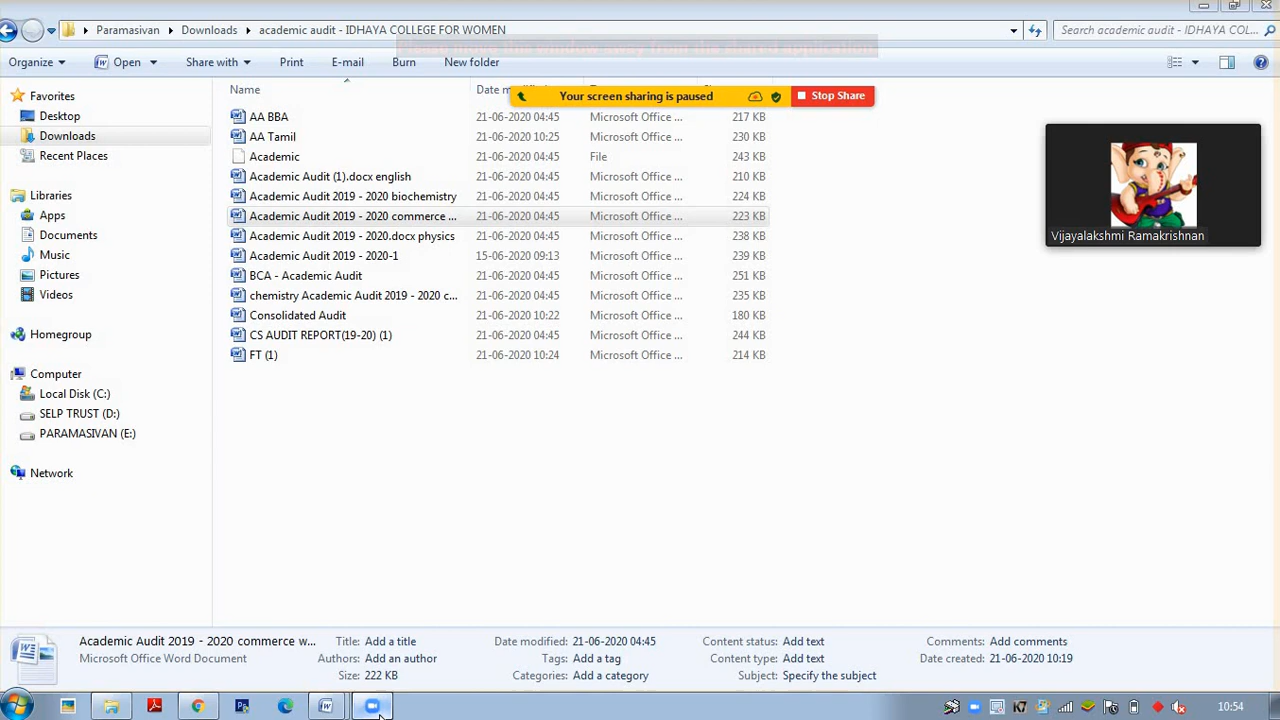 Paramasivan Downloads academic audit - IDHAYA COLLEGE FOR WOMEN Search academic audit - IDHAYA COL...
Please move the window away from the shared application
Organize Open Share with Print E-mail Burn New folder
Name Date m
Your screen sharing is paused Stop Share
Favorites
Desktop
Downloads
Recent Places
Libraries
Apps
Documents
Music
Pictures
Videos
Homegroup
Computer
Local Disk (C:)
SELP TRUST (D:)
PARAMASIVAN (E:)
Network
AA BBA 21-06-2020 04:45 Microsoft Office ... 217 KB
AA Tamil 21-06-2020 10:25 Microsoft Office ... 230 KB
Academic 21-06-2020 04:45 File 243 KB
Academic Audit (1).docx english 21-06-2020 04:45 Microsoft Office ... 210 KB
Academic Audit 2019 - 2020 biochemistry 21-06-2020 04:45 Microsoft Office ... 224 KB
Academic Audit 2019 - 2020 commerce ... 21-06-2020 04:45 Microsoft Office ... 223 KB
Academic Audit 2019 - 2020.docx physi... 21-06-2020 04:45 Microsoft Office ... 238 KB
Academic Audit 2019 - 2020-1 15-06-2020 09:13 Microsoft Office ... 239 KB
BCA - Academic Audit 21-06-2020 04:45 Microsoft Office ... 251 KB
chemistry Academic Audit 2019 - 2020 c... 21-06-2020 04:45 Microsoft Office ... 235 KB
Consolidated Audit 21-06-2020 10:22 Microsoft Office ... 180 KB
CS AUDIT REPORT(19-20) (1) 21-06-2020 04:45 Microsoft Office ... 244 KB
FT (1) 21-06-2020 10:24 Microsoft Office ... 214 KB
Vijayalakshmi Ramakrishnan
Academic Audit 2019 - 2020 commerce w... Title: Add a title Date modified: 21-06-2020 04:45 Content status: Add text Comments: Add comments
Microsoft Office Word Document Authors: Add an author Tags: Add a tag Content type: Add text Date created: 21-06-2020 10:19
Size: 222 KB Categories: Add a category Subject: Specify the subject
10:54